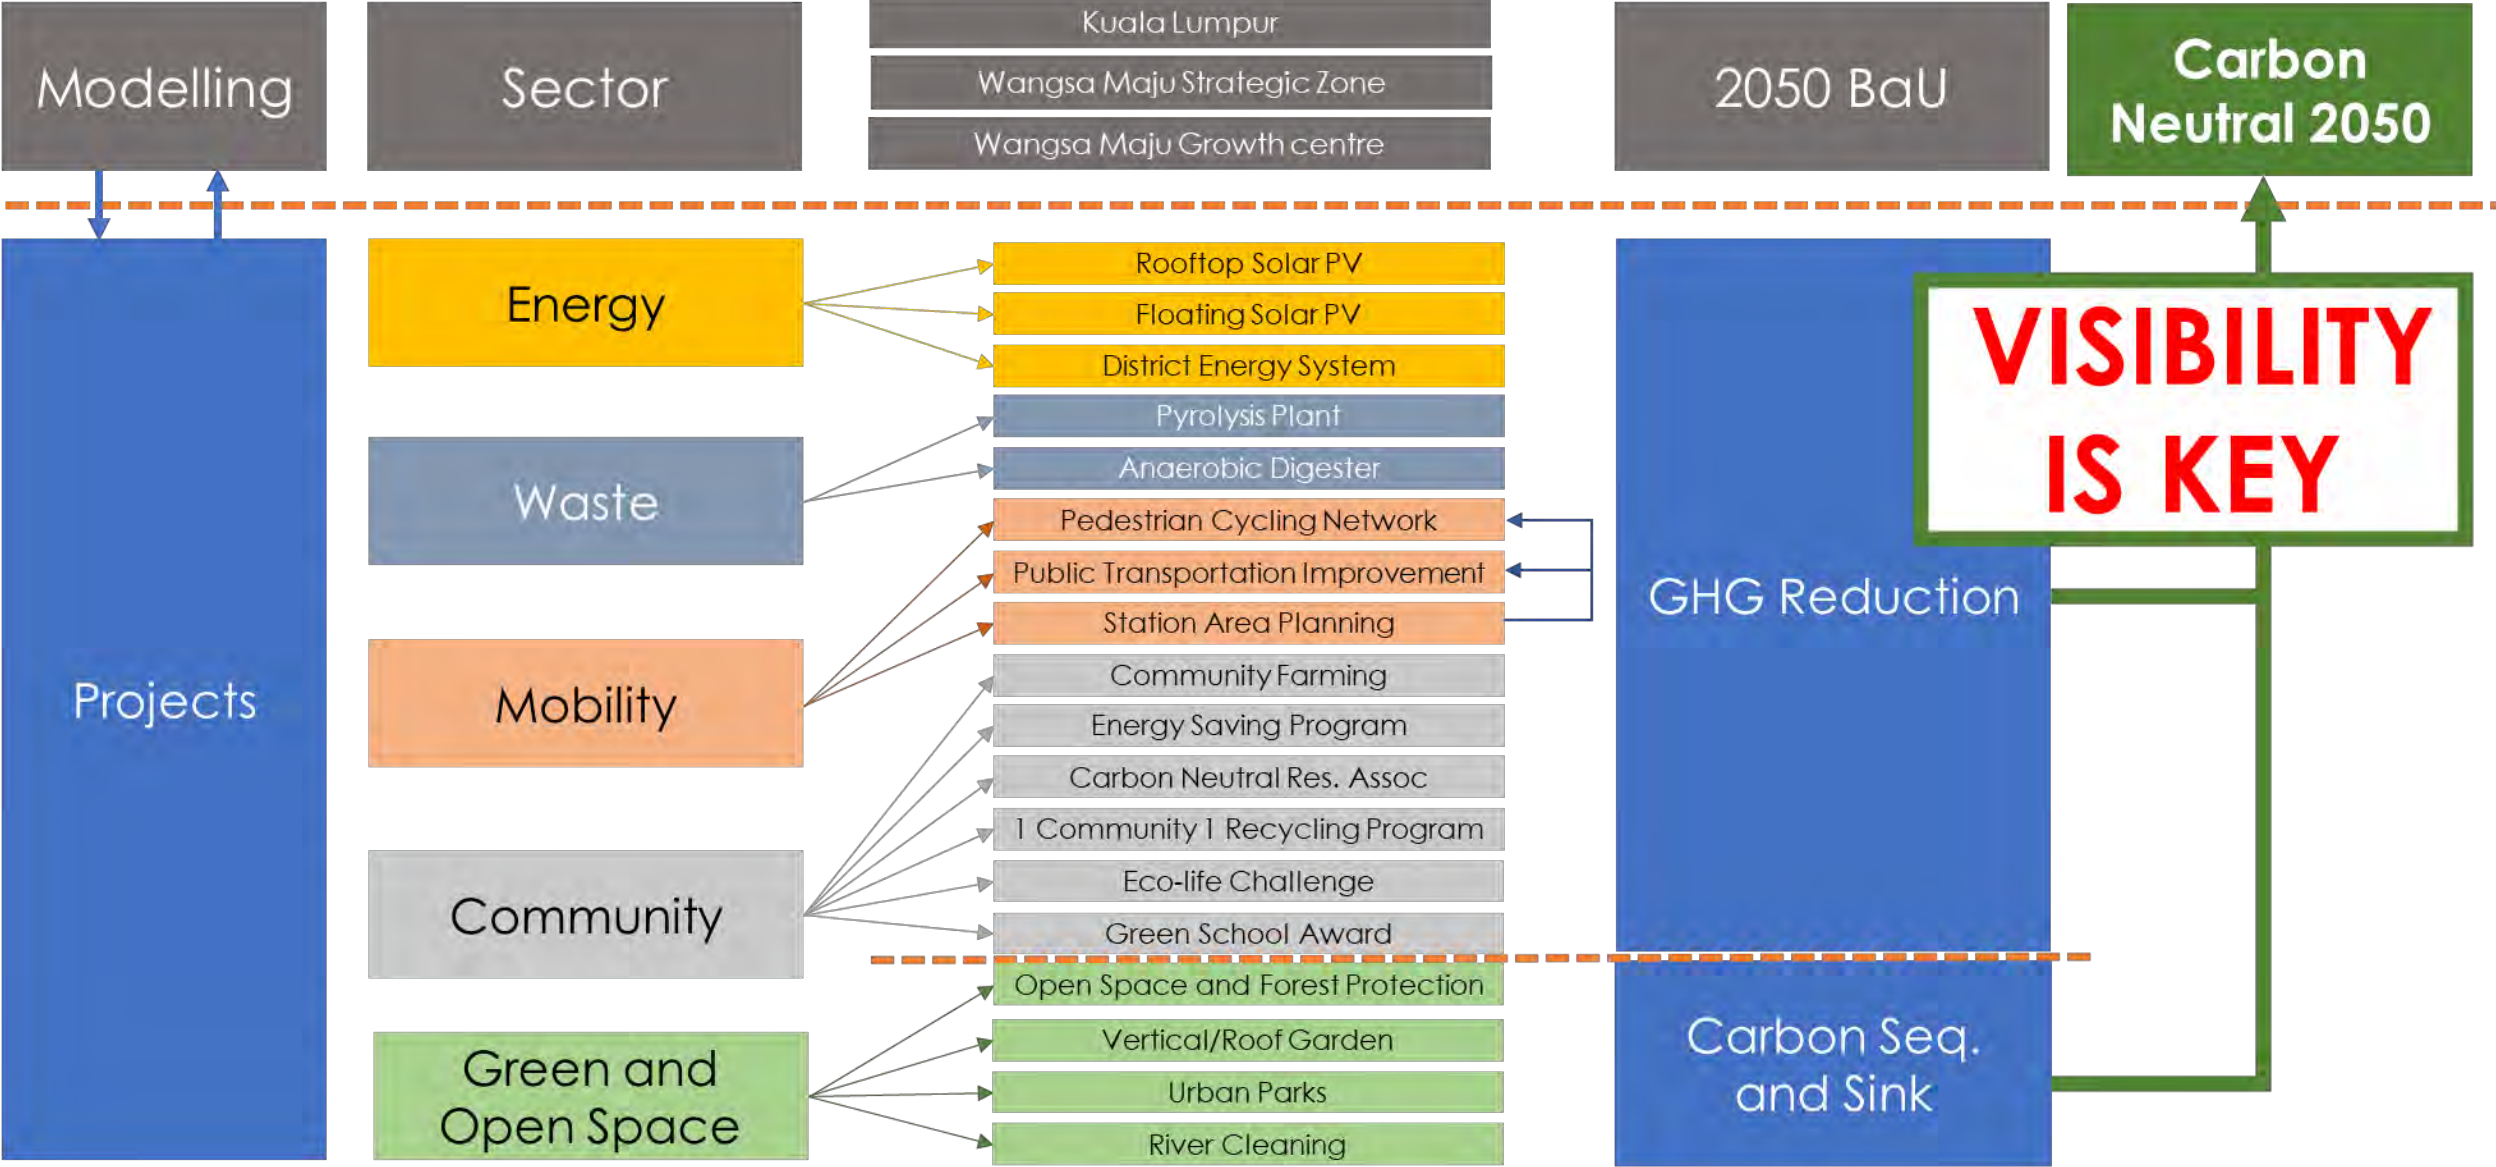 Modelling
Sector
Kuala Lumpur
Wangsa Maju Strategic Zone
Wangsa Maju Growth centre
2050 BaU
Carbon
Neutral 2050
Projects
Energy
Rooftop Solar PV
Floating Solar PV
District Energy System
Waste
Pyrolysis Plant
Anaerobic Digester
Mobility
Pedestrian Cycling Network
Public Transportation Improvement
Station Area Planning
Community
Community Farming
Energy Saving Program
Carbon Neutral Res. Assoc
1 Community 1 Recycling Program
Eco-life Challenge
Green School Award
Green and
Open Space
Open Space and Forest Protection
Vertical/Roof Garden
Urban Parks
River Cleaning
GHG Reduction
Carbon Seq.
and Sink
VISIBILITY
IS KEY